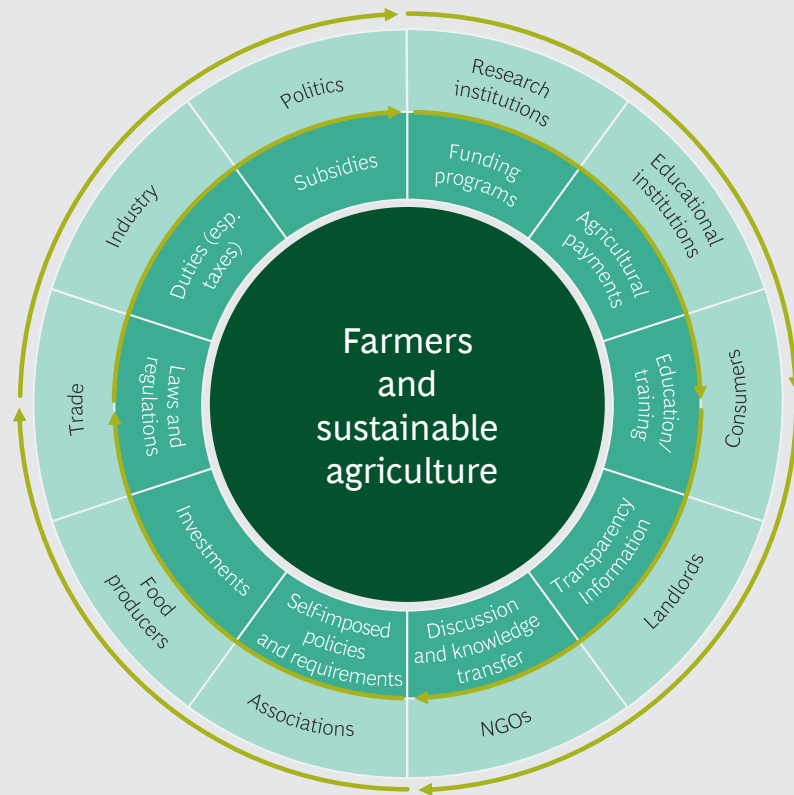 Farmers
and
sustainable
agriculture
Research
institutions
Educational
institutions
Consumers
Landlords
NGOs
Associations
Food
producers
Trade
Industry
Politics
Funding
programs
Agricultural
payments
Education/
training
Transparency
Information
Discussion
and knowledge
transfer
Self-imposed
policies
and requirements
Investments
Laws and
regulations
Duties (esp.
taxes)
Subsidies